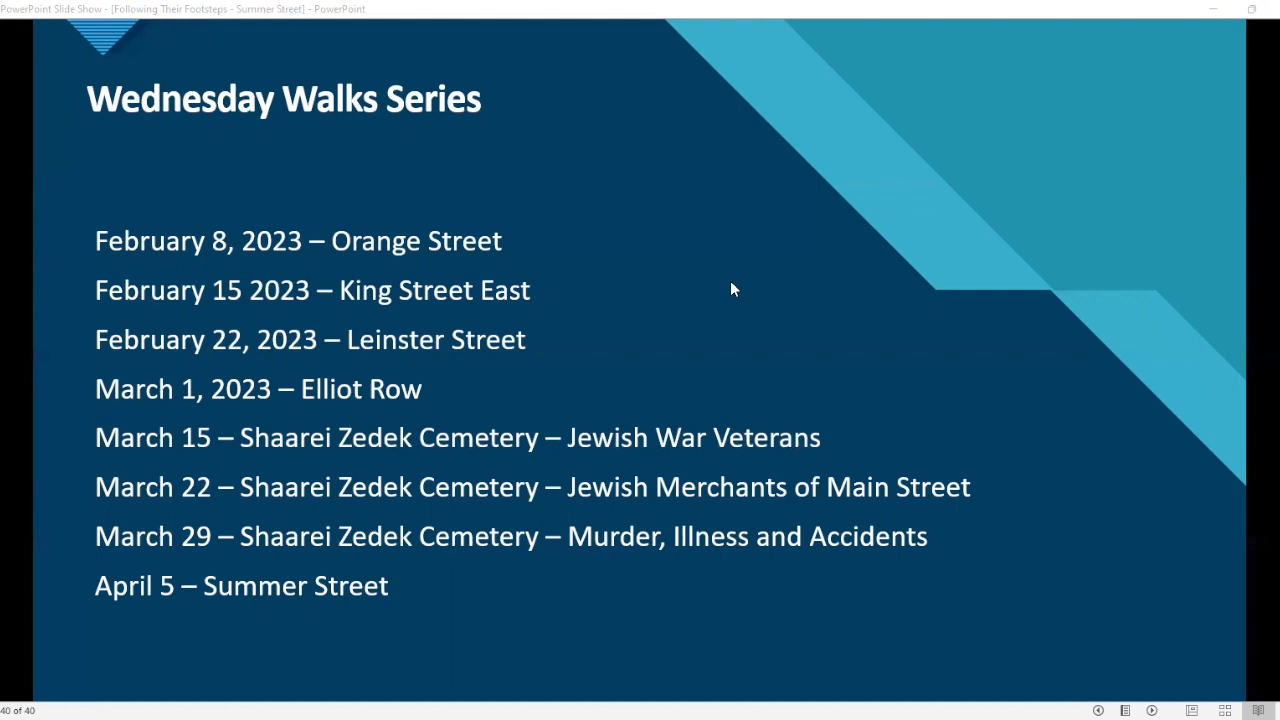 PowerPoint Slide Show - [Following Their Footsteps - Summer Street] - PowerPoint
Wednesday Walks Series
February 8, 2023 – Orange Street
February 15 2023 – King Street East
February 22, 2023 – Leinster Street
March 1, 2023 – Elliot Row
March 15 – Shaarei Zedek Cemetery – Jewish War Veterans
March 22 – Shaarei Zedek Cemetery – Jewish Merchants of Main Street
March 29 – Shaarei Zedek Cemetery – Murder, Illness and Accidents
April 5 – Summer Street
40 of 40